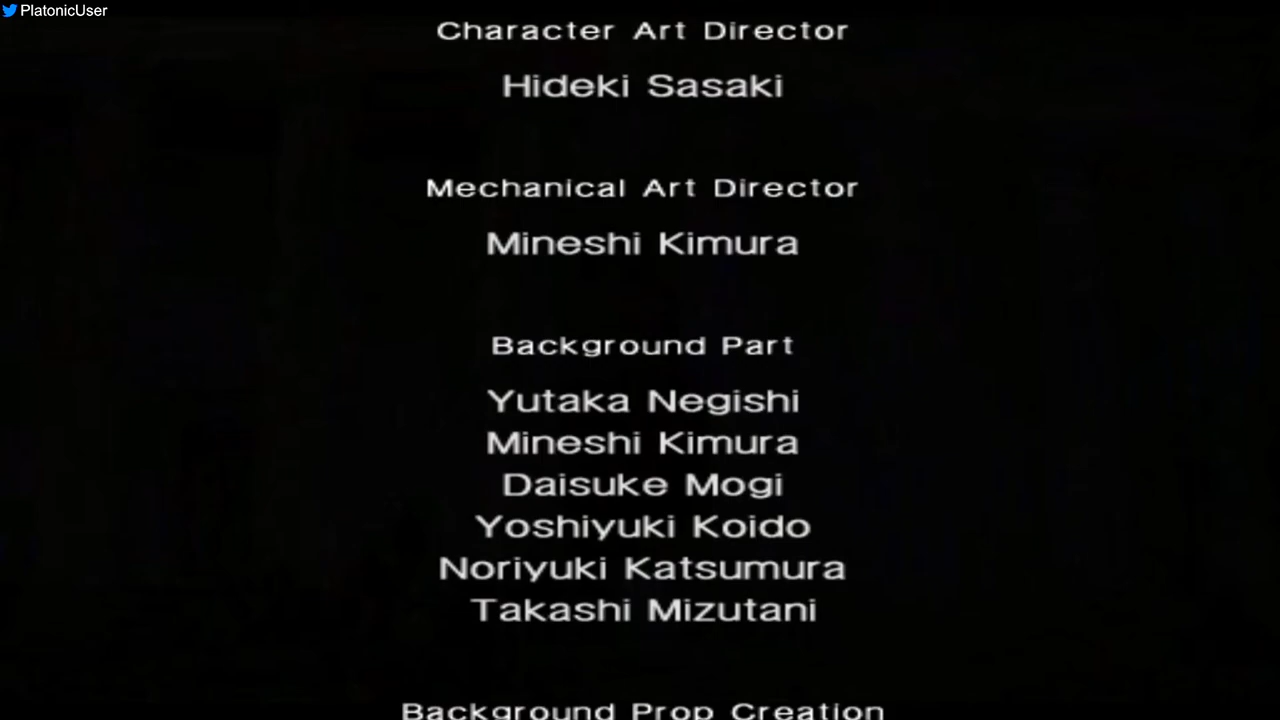 PlatonicUser
Character Art Director
Hideki Sasaki
Mechanical Art Director
Mineshi Kimura
Background Part
Yutaka Negishi
Mineshi Kimura
Daisuke Mogi
Yoshiyuki Koido
Noriyuki Katsumura
Takashi Mizutani
Background Prop Creation